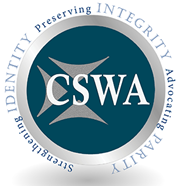 Strengthening IDENTITY Preserving INTEGRITY Advocating PARITY
CSWA